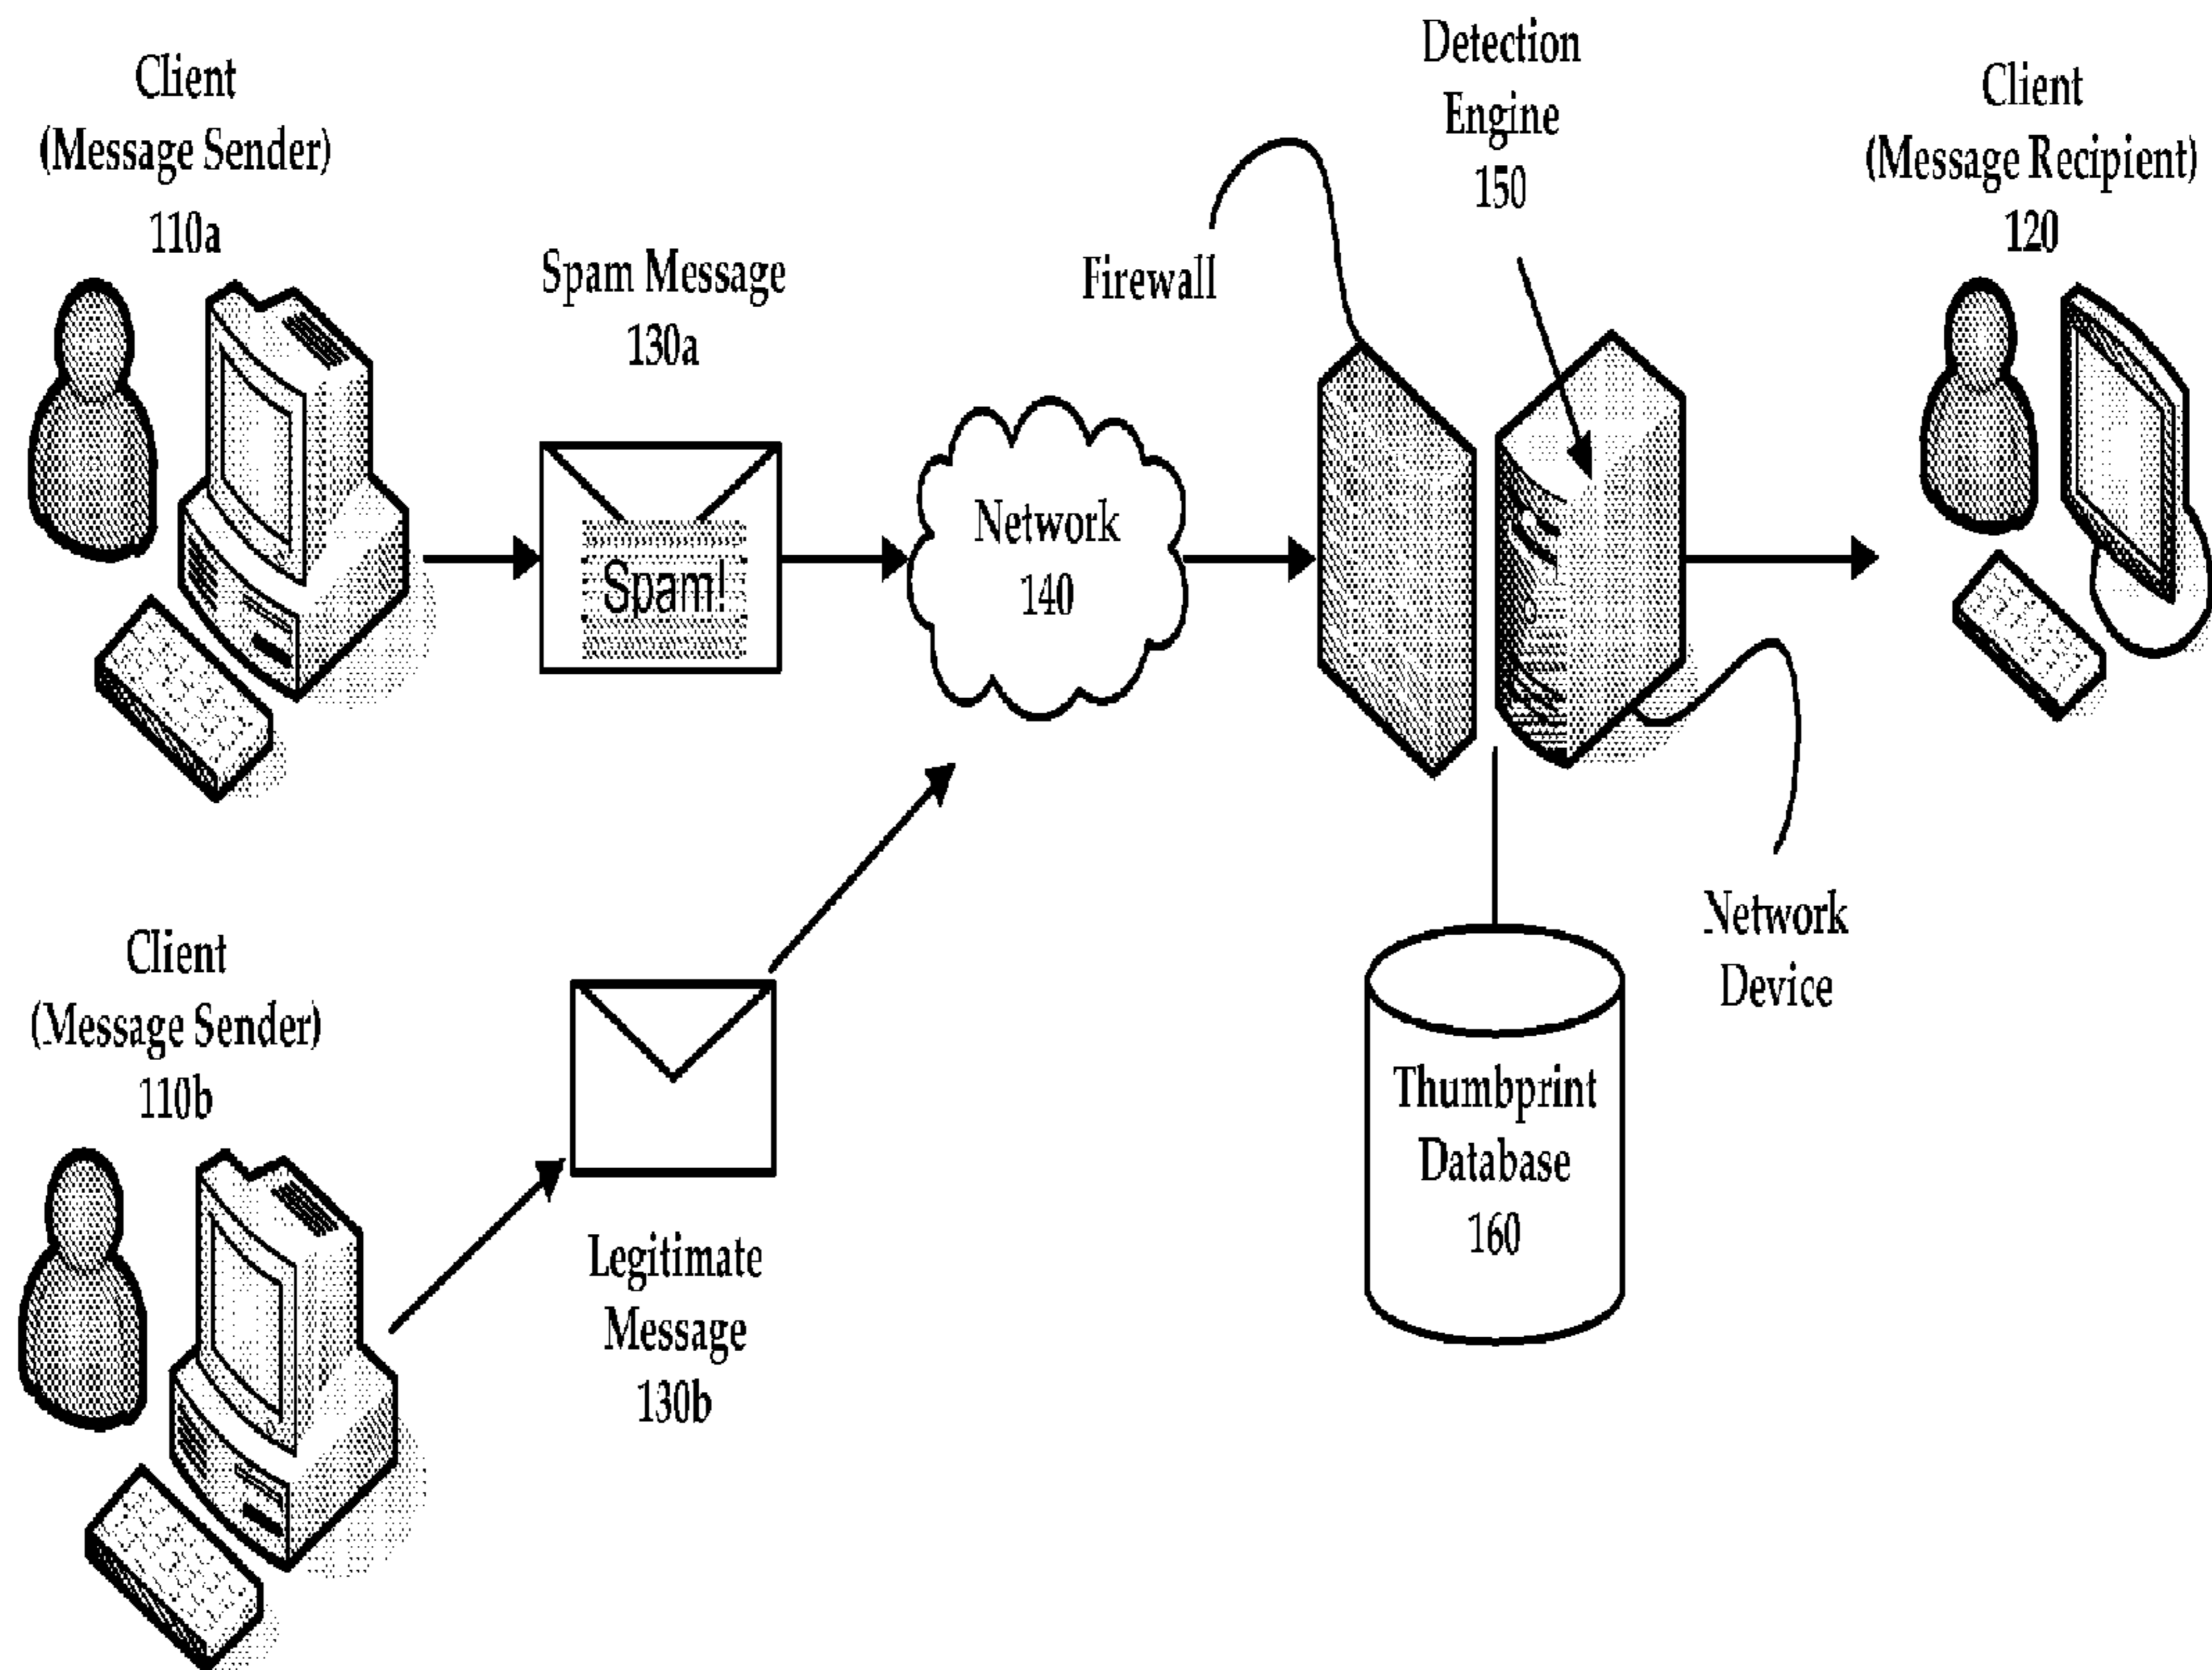 Client
(Message Sender)
110a
Spam Message
130a
Spam!
Network
140
Firewall
Detection
Engine
150
Client
(Message Recipient)
120
Client
(Message Sender)
110b
Legitimate
Message
130b
Thumbprint
Database
160
Network
Device